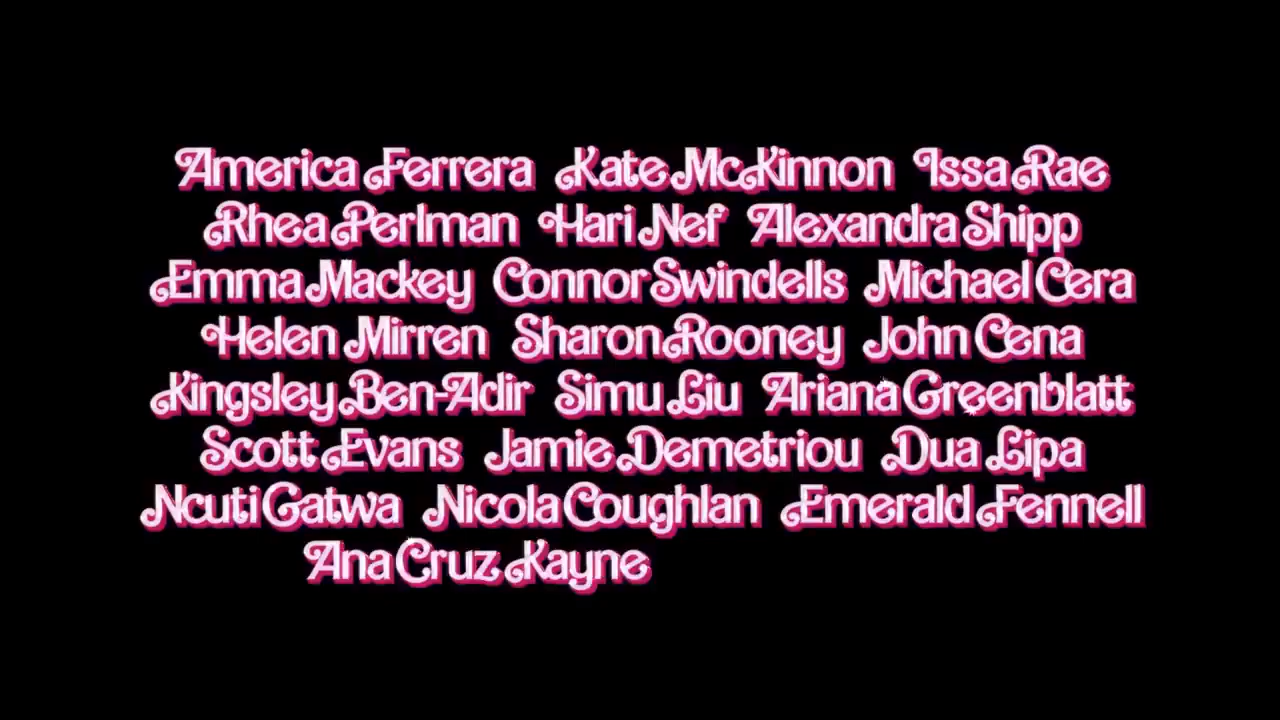 America Ferrera Kate McKinnon Issa Rae
Rhea Perlman Hari Nef Alexandra Shipp
Emma Mackey Connor Swindells Michael Cera
Helen Mirren Sharon Rooney John Cena
Kingsley Ben-Adir Simu Liu Ariana Greenblatt
Scott Evans Jamie Demetriou Dua Lipa
Ncuti Gatwa Nicola Coughlan Emerald Fennell
Ana Cruz Kayne